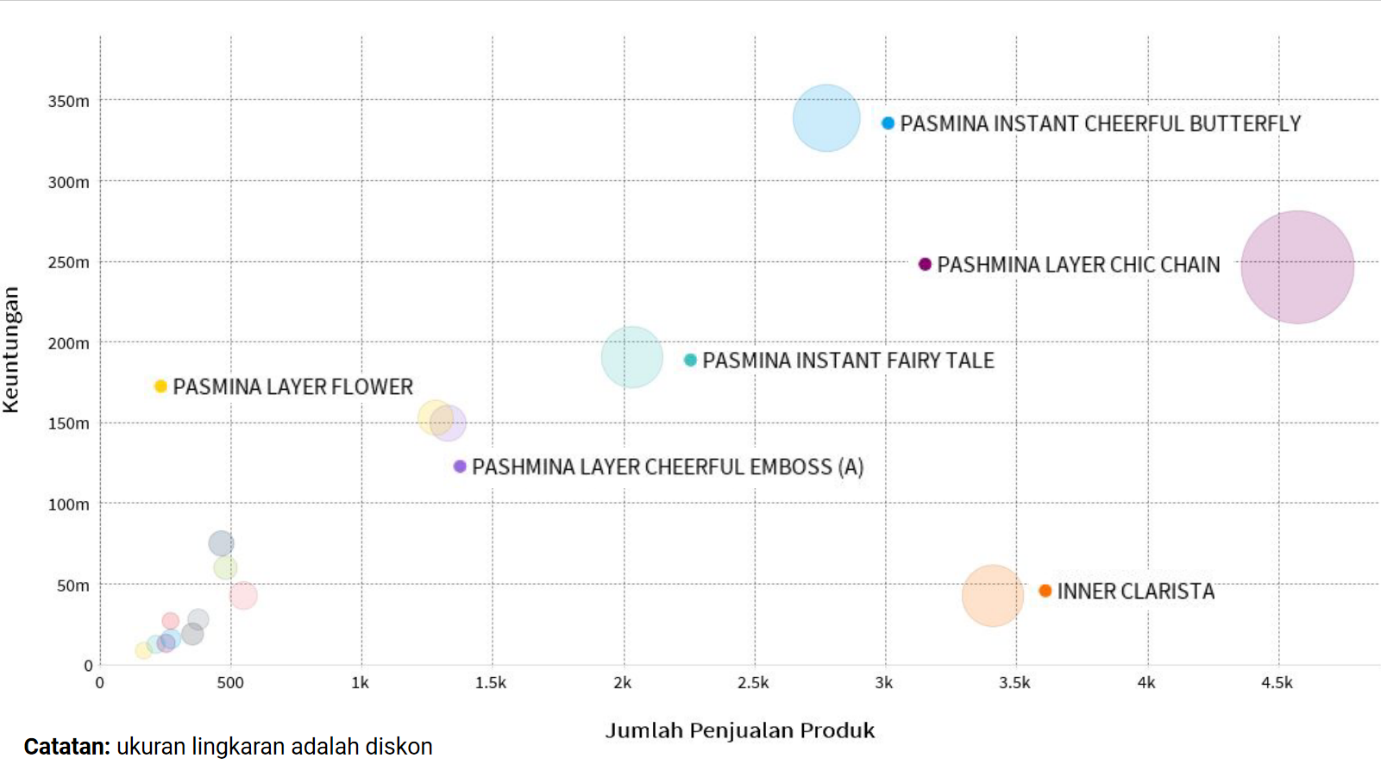 350m
PASMINA INSTANT CHEERFUL BUTTERFLY
300m
250m
PASHMINA LAYER CHIC CHAIN
Keuntungan
200m
PASMINA INSTANT FAIRY TALE
PASMINA LAYER FLOWER
150m
PASHMINA LAYER CHEERFUL EMBOSS (A)
100m
50m
INNER CLARISTA
0
0 500 1k 1.5k 2k 2.5k 3k 3.5k 4k 4.5k
Jumlah Penjualan Produk
Catatan: ukuran lingkaran adalah diskon